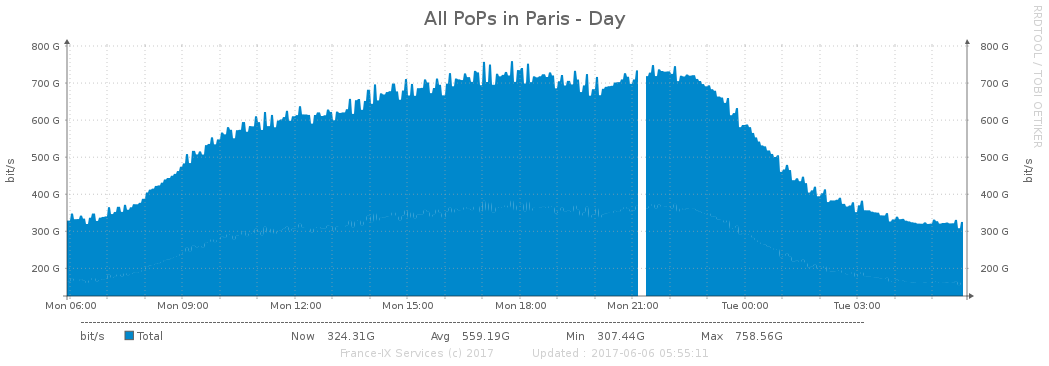 All PoPs in Paris - Day
RRDTOOL / TOBI OETIKER
800 G 800 G
700 G 700 G
600 G 600 G
500 G 500 G
400 G 400 G
300 G 300 G
200 G 200 G
bit/s
bit/s
Mon 06:00 Mon 09:00 Mon 12:00 Mon 15:00 Mon 18:00 Mon 21:00 Tue 00:00 Tue 03:00
bit/s Total Now 324.31G Avg 559.19G Min 307.44G Max 758.56G
France-IX Services (c) 2017 Updated : 2017-06-06 05:55:11